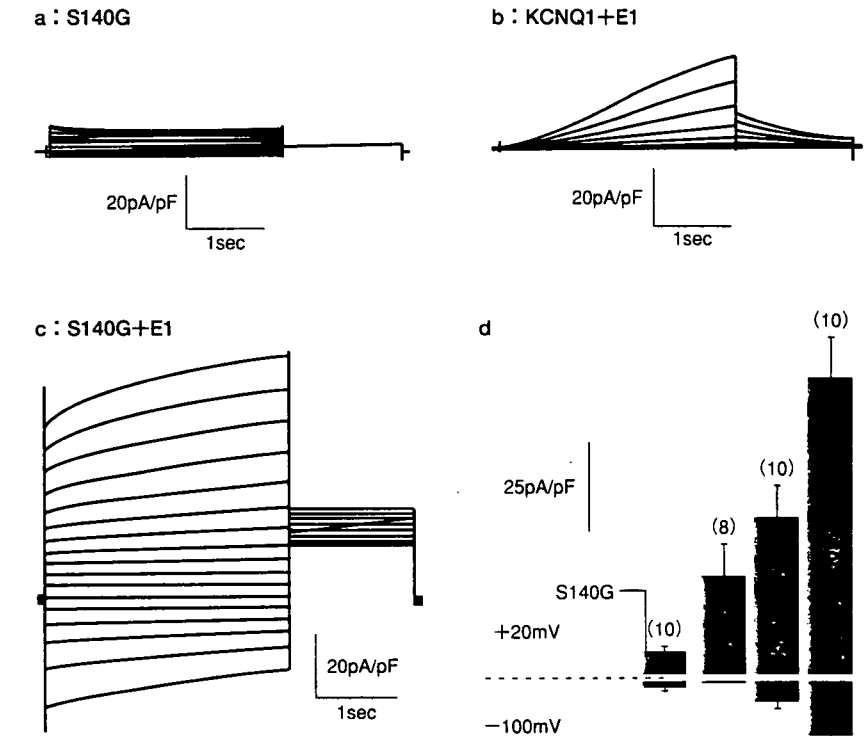 a：S140G
b：KCNQ1+E1
20pA/pF
1sec
20pA/pF
1sec
c：S140G+E1
d
20pA/pF
1sec
25pA/pF
(10)
(10)
(8)
S140G
(10)
+20mV
−100mV